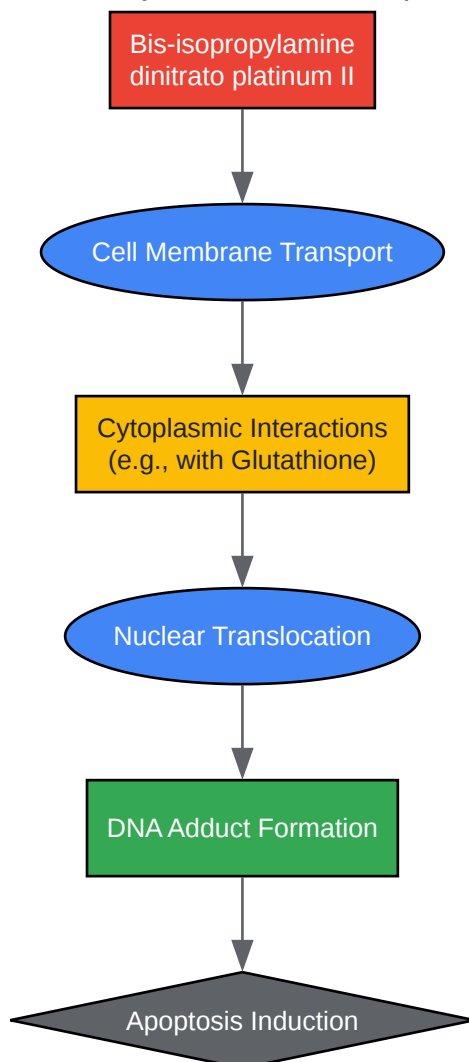 Bis-isopropylamine
dinitrato platinum II
Cell Membrane Transport
Cytoplasmic Interactions
(e.g., with Glutathione)
Nuclear Translocation
DNA Adduct Formation
Apoptosis Induction